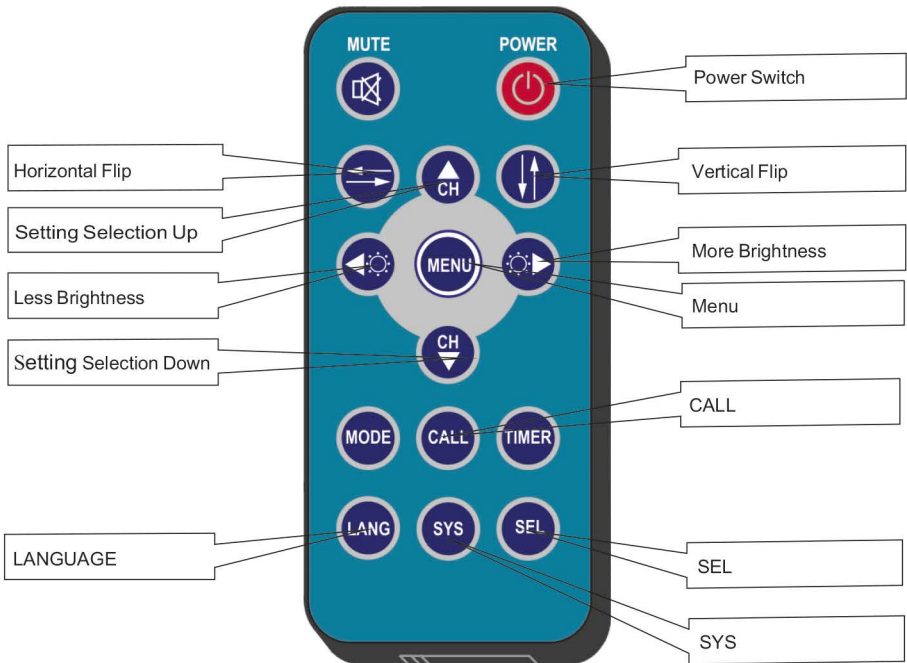 MUTE
POWER
Power Switch
Horizontal Flip
CH
Vertical Flip
Setting Selection Up
More Brightness
MENU
Less Brightness
Menu
CH
Setting Selection Down
CALL
MODE
CALL
TIMER
LANG
SYS
SEL
LANGUAGE
SEL
SYS